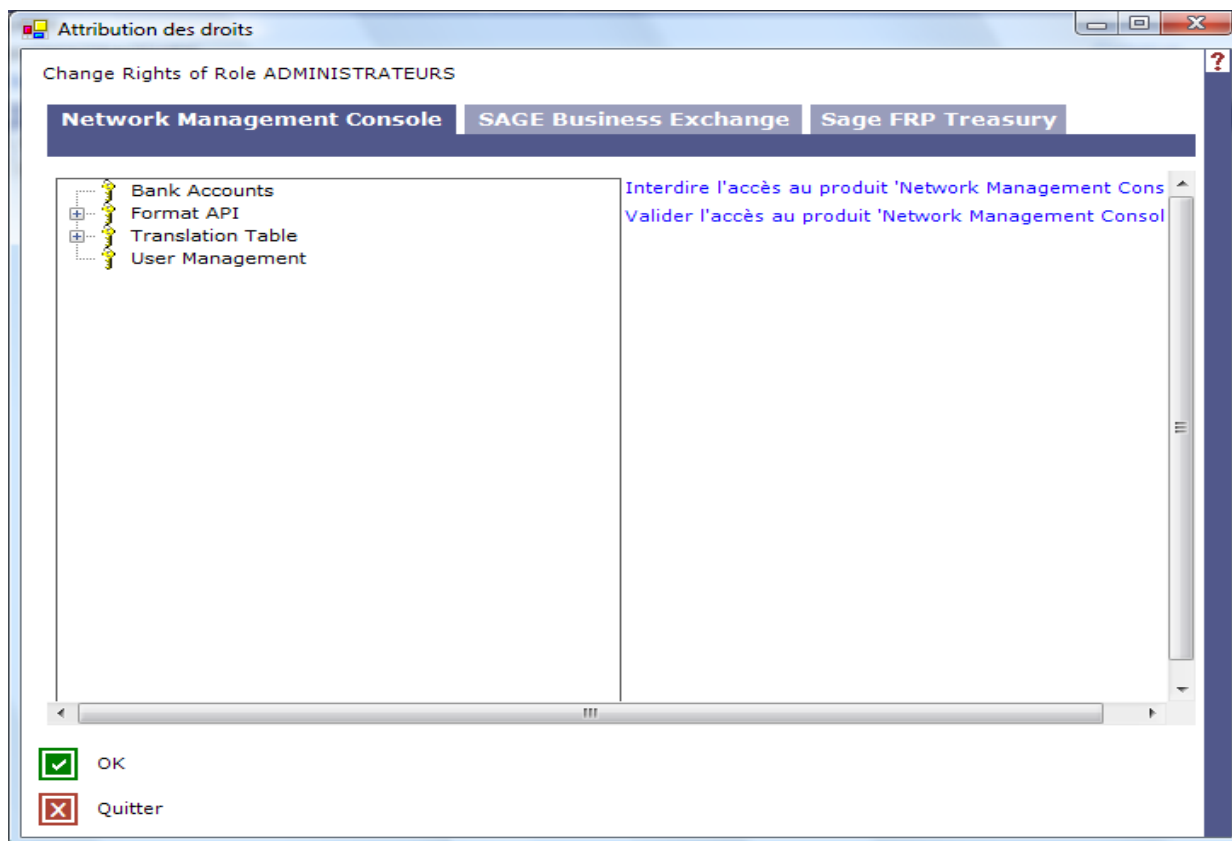 Attribution des droits
Change Rights of Role ADMINISTRATEURS
?
Network Management Console SAGE Business Exchange Sage FRP Treasury
Bank Accounts
Format API
Translation Table
User Management
Interdire l'accès au produit 'Network Management Cons
Valider l'accès au produit 'Network Management Consol
OK
Quitter